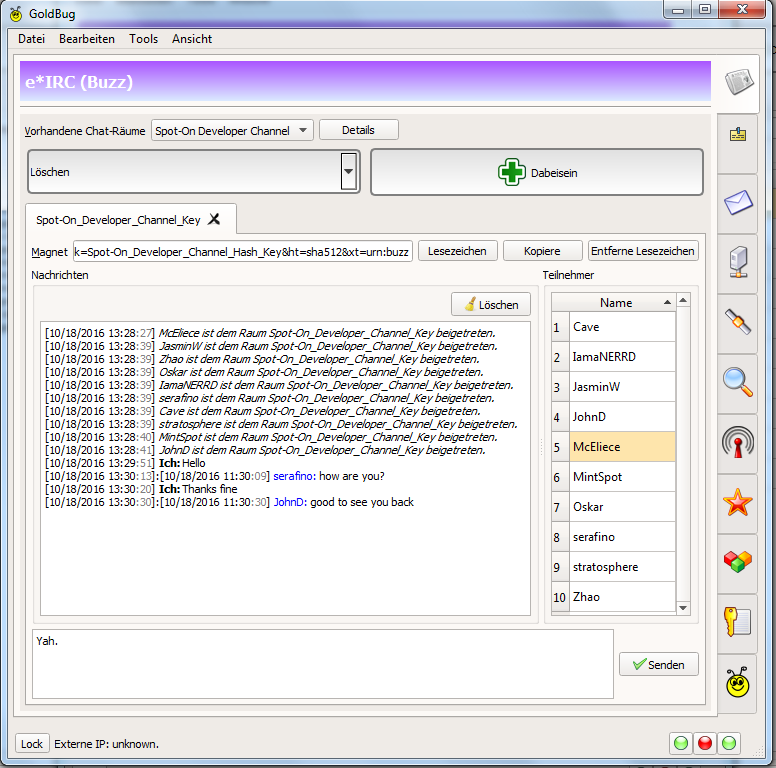 GoldBug
Datei Bearbeiten Tools Ansicht
e*IRC (Buzz)
Vorhandene Chat-Räume Spot-On Developer Channel Details
Löschen Dabeisein
Spot-On_Developer_Channel_Key
Magnet k=Spot-On_Developer_Channel_Hash_Key&ht=sha512&xt=urn:buzz Lesezeichen Kopiere Entferne Lesezeichen
Nachrichten Teilnehmer
Löschen
[10/18/2016 13:28:27] McEliece ist dem Raum Spot-On_Developer_Channel_Key beigetreten.
[10/18/2016 13:28:39] JasminW ist dem Raum Spot-On_Developer_Channel_Key beigetreten.
[10/18/2016 13:28:39] Zhao ist dem Raum Spot-On_Developer_Channel_Key beigetreten.
[10/18/2016 13:28:39] Oskar ist dem Raum Spot-On_Developer_Channel_Key beigetreten.
[10/18/2016 13:28:39] IamaNERRD ist dem Raum Spot-On_Developer_Channel_Key beigetreten.
[10/18/2016 13:28:39] serafino ist dem Raum Spot-On_Developer_Channel_Key beigetreten.
[10/18/2016 13:28:39] Cave ist dem Raum Spot-On_Developer_Channel_Key beigetreten.
[10/18/2016 13:28:39] stratosphere ist dem Raum Spot-On_Developer_Channel_Key beigetreten.
[10/18/2016 13:28:40] MintSpot ist dem Raum Spot-On_Developer_Channel_Key beigetreten.
[10/18/2016 13:28:41] JohnD ist dem Raum Spot-On_Developer_Channel_Key beigetreten.
[10/18/2016 13:29:51] Ich: Hello
[10/18/2016 13:30:13]:[10/18/2016 11:30:09] serafino: how are you?
[10/18/2016 13:30:20] Ich: Thanks fine
[10/18/2016 13:30:30]:[10/18/2016 11:30:30] JohnD: good to see you back
Name
1 Cave
2 IamaNERRD
3 JasminW
4 JohnD
5 McEliece
6 MintSpot
7 Oskar
8 serafino
9 stratosphere
10 Zhao
Yah.
Senden
Lock Externe IP: unknown.